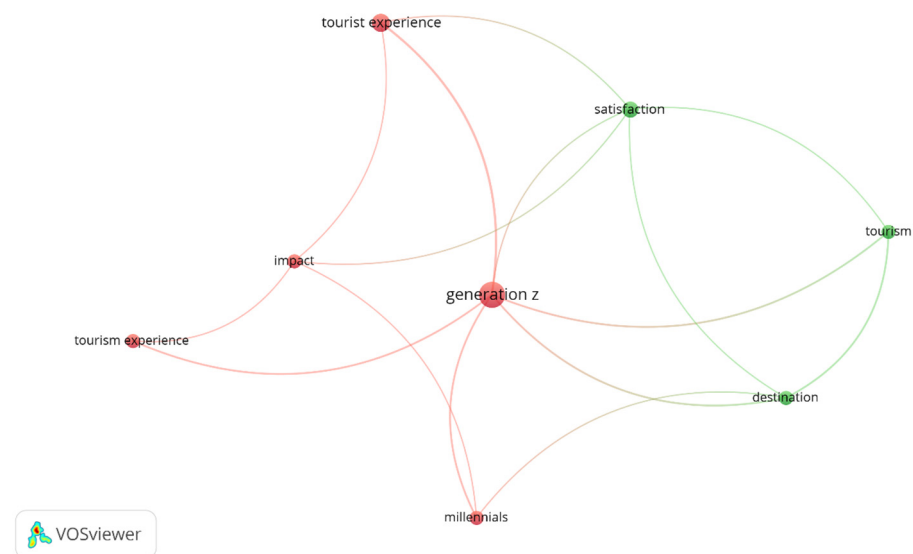 tourist experience
satisfaction
tourism
impact
generation z
tourism experience
destination
millennials
VOSviewer